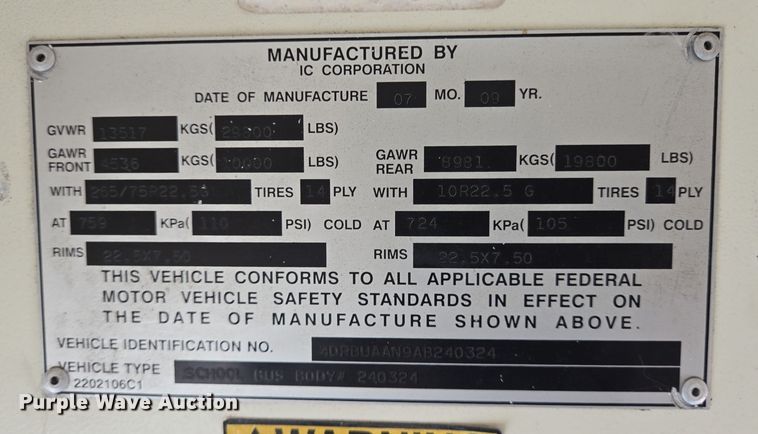 MANUFACTURED BY
IC CORPORATION
DATE OF MANUFACTURE 07 MO. 09 YR.
GVWR 13517 KGS( 29800 LBS)
GAWR FRONT 4536 KGS( 10000 LBS) GAWR REAR 8981 KGS( 19800 LBS)
WITH TIRES 14 PLY WITH 10R22.5 G TIRES 14 PLY
AT 759 KPa( 110 PSI) COLD AT 724 KPa( 105 PSI) COLD
RIMS 22.5X7.50 RIMS 22.5X7.50
THIS VEHICLE CONFORMS TO ALL APPLICABLE FEDERAL
MOTOR VEHICLE SAFETY STANDARDS IN EFFECT ON
THE DATE OF MANUFACTURE SHOWN ABOVE.
VEHICLE IDENTIFICATION NO. 4DRBUAAN9AB240324
VEHICLE TYPE SCHOOL BUS BODY# 240324
2202106C1
Purple Wave Auction
WARNING